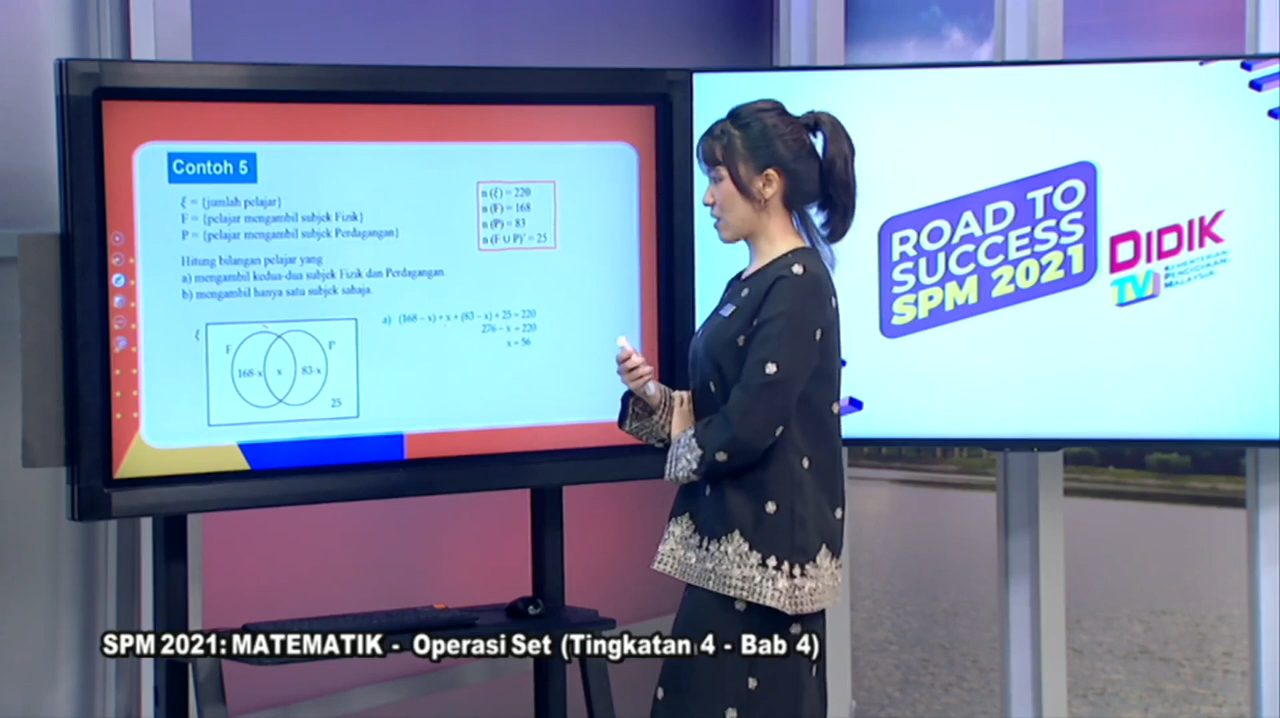 Contoh 5
ξ = {jumlah pelajar}
F = {pelajar mengambil subjek Fizik}
P = {pelajar mengambil subjek Perdagangan}
n (ξ) = 220
n (F) = 168
n (P) = 83
n (F ∪ P)' = 25
Hitung bilangan pelajar yang
a) mengambil kedua-dua subjek Fizik dan Perdagangan.
b) mengambil hanya satu subjek sahaja.
a) (168 – x) + x + (83 – x) + 25 = 220
276 – x = 220
x = 56
ξ
F
P
168-x
x
83-x
25
ROAD TO
SUCCESS
SPM 2021
DIDIK
TV
KEMENTERIAN
PENDIDIKAN
MALAYSIA
SPM 2021: MATEMATIK - Operasi Set (Tingkatan 4 - Bab 4)